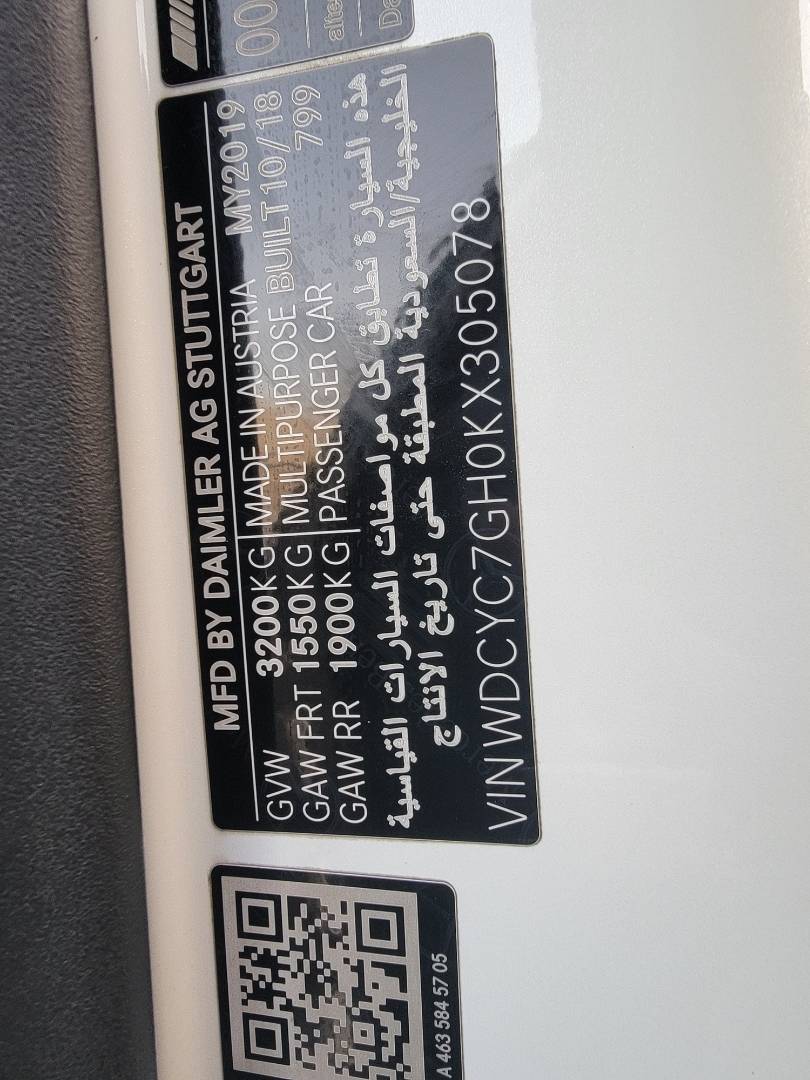 MFD BY DAIMLER AG STUTTGART
GVW 3200KG MADE IN AUSTRIA MY2019
GAW FRT 1550KG MULTIPURPOSE BUILT10/18
GAW RR 1900KG PASSENGER CAR 799
هذه السيارة تطابق كل مواصفات السيارات القياسية
الخليجية/السعودية المطبقة حتى تاريخ الانتاج
VIN WDCYC7GH0KX305078
A 463 584 57 05